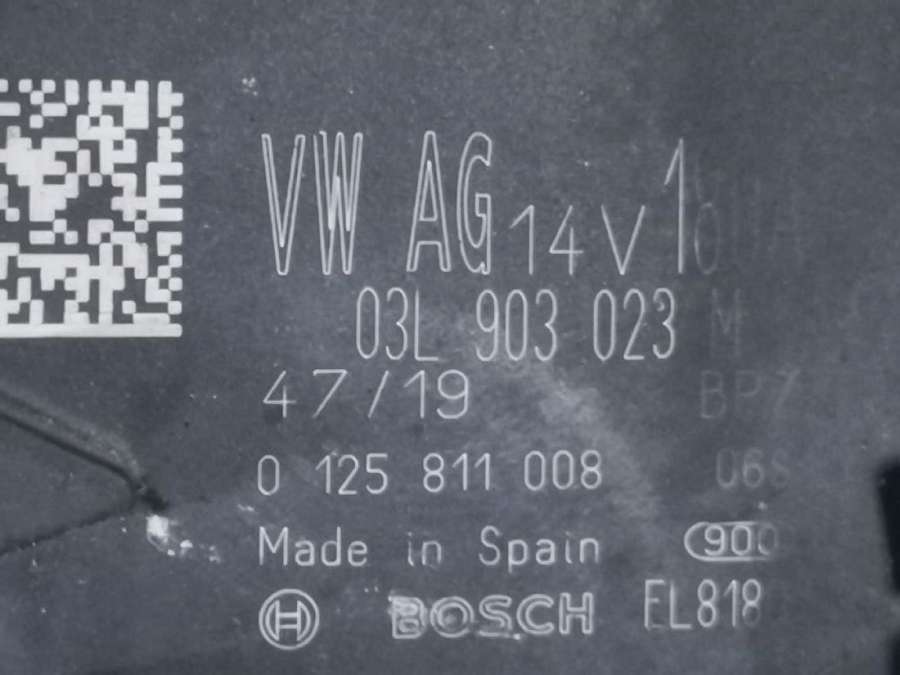 VW AG 14V
03L 903 023 M
47/19
0 125 811 008
Made in Spain
BOSCH EL818